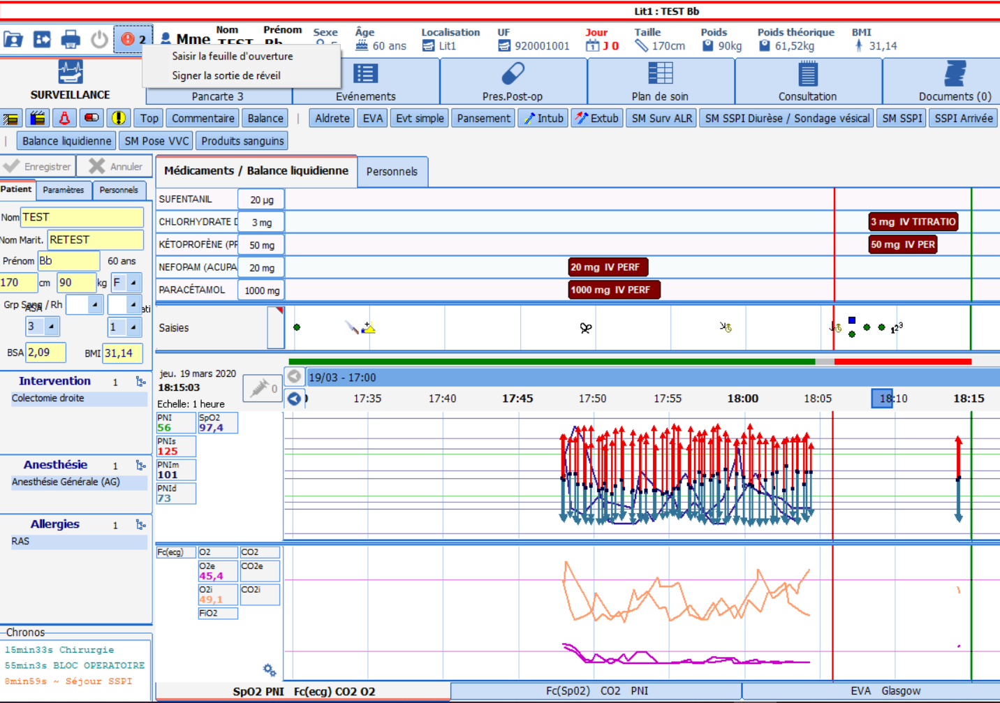 Lit1 : TEST Bb
2
Mme
Nom
TEST
Prénom
Bb
Sexe
Âge
60 ans
Localisation
Lit1
UF
920001001
Jour
J 0
Taille
170cm
Poids
90kg
Poids théorique
61,52kg
BMI
31,14
Saisir la feuille d'ouverture
Signer la sortie de réveil
SURVEILLANCE
Pancarte 3
Evénements
Pres.Post-op
Plan de soin
Consultation
Documents (0)
Top
Commentaire
Balance
Aldrete
EVA
Evt simple
Pansement
Intub
Extub
SM Surv ALR
SM SSPI Diurèse / Sondage vésical
SM SSPI
SSPI Arrivée
Balance liquidienne
SM Pose VVC
Produits sanguins
Enregistrer
Annuler
Médicaments / Balance liquidienne
Personnels
Patient
Paramètres
Personnels
Nom TEST
Nom Marit. RETEST
Prénom Bb 60 ans
170 cm 90 kg F
Grp Sang / Rh
ASA
3
1
BSA 2,09 BMI 31,14
SUFENTANIL 20 µg
CHLORHYDRATE D 3 mg
3 mg IV TITRATIO
KÉTOPROFÈNE (PF 50 mg
50 mg IV PER
NEFOPAM (ACUPA 20 mg
20 mg IV PERF
PARACÉTAMOL 1000 mg
1000 mg IV PERF
Saisies
1 2 3
Intervention 1
Colectomie droite
Anesthésie 1
Anesthésie Générale (AG)
Allergies 1
RAS
Chronos
15min33s Chirurgie
55min3s BLOC OPERATOIRE
8min59s ~ Séjour SSPI
jeu. 19 mars 2020
18:15:03
Echelle: 1 heure
0
19/03 - 17:00
17:35 17:40 17:45 17:50 17:55 18:00 18:05 18:10 18:15
PNI
56
SpO2
97,4
PNIs
125
PNIm
101
PNId
73
Fc(ecg)
O2
CO2
O2e
45,4
CO2e
O2i
49,1
CO2i
FiO2
SpO2 PNI Fc(ecg) CO2 O2
Fc(Sp02) CO2 PNI
EVA Glasgow